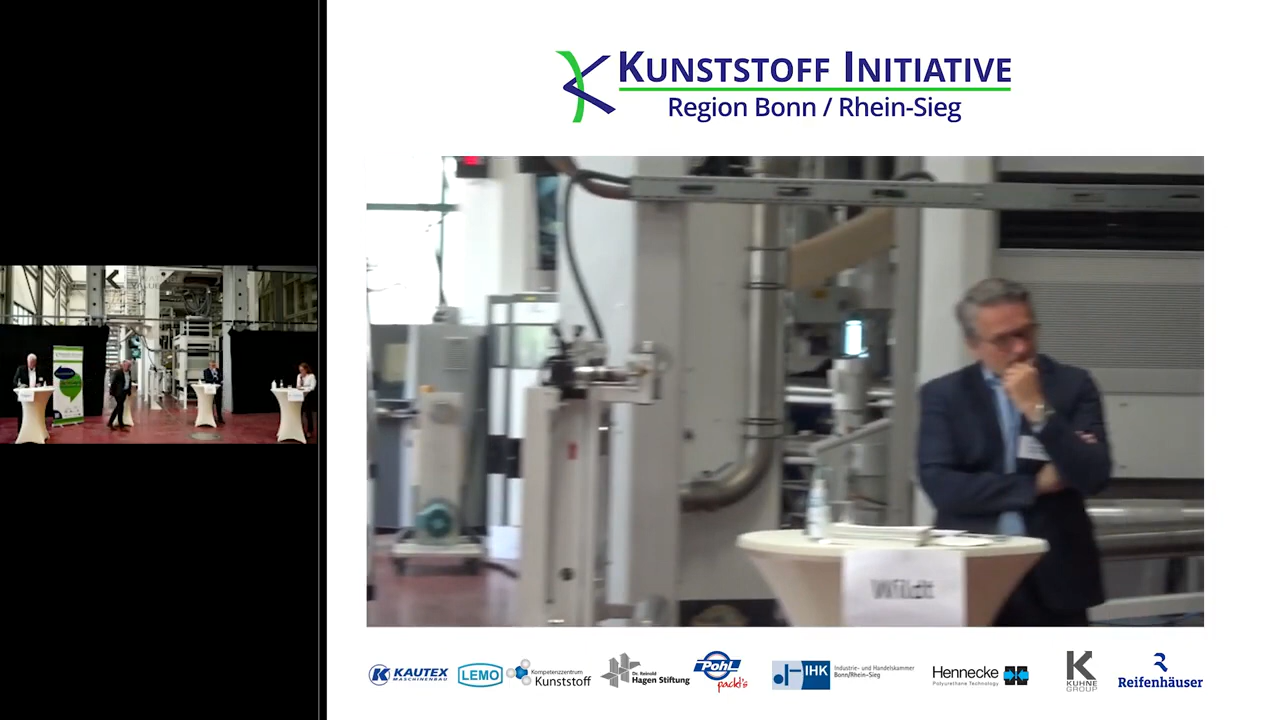 KUNSTSTOFF INITIATIVE
Region Bonn / Rhein-Sieg
Wildt
KAUTEX
MASCHINENBAU
LEMO
Kompetenzzentrum
Kunststoff
Dr. Reinold
Hagen Stiftung
POHL
packt's
IHK
Industrie- und Handelskammer
Bonn/Rhein-Sieg
Hennecke
Polyurethane Technology
KUHNE
GROUP
Reifenhäuser